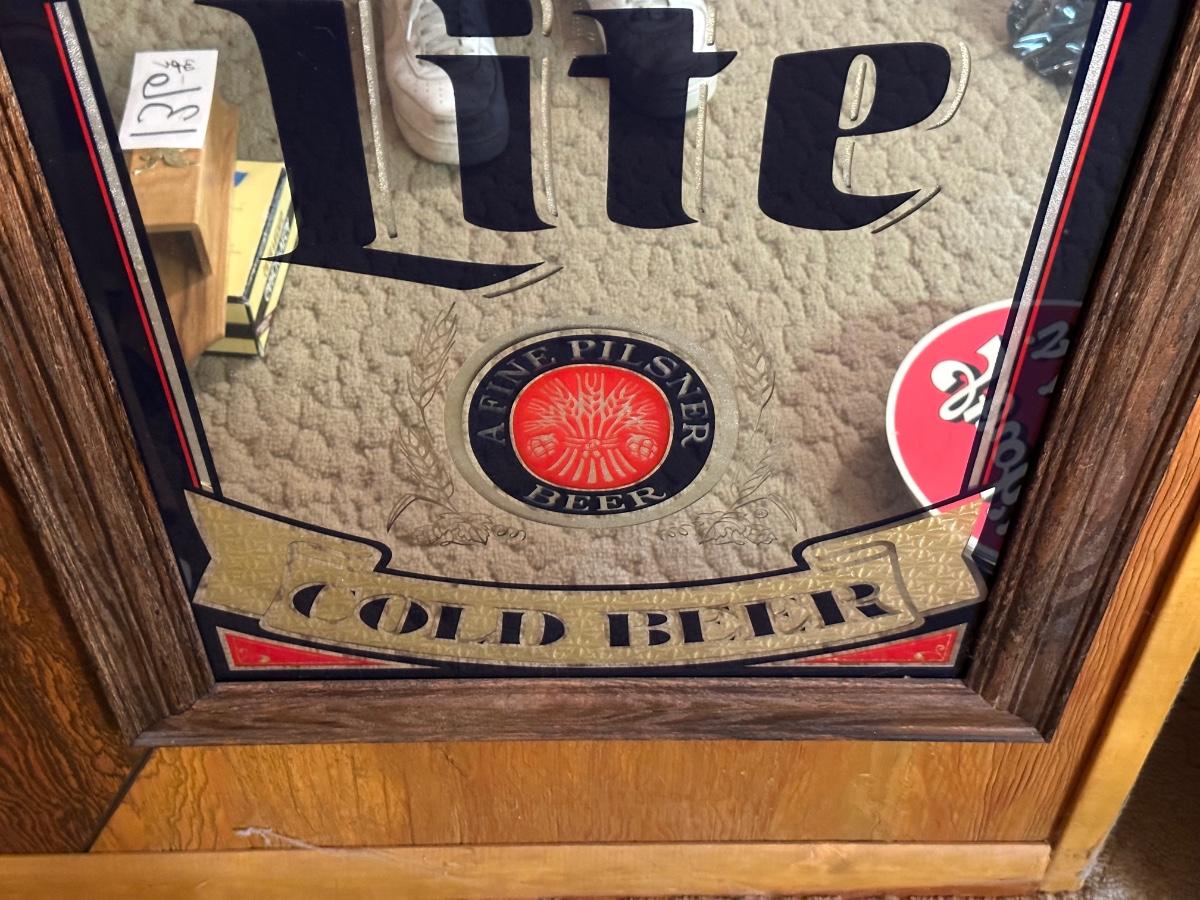 Lite
A FINE PILSNER
BEER
COLD BEER